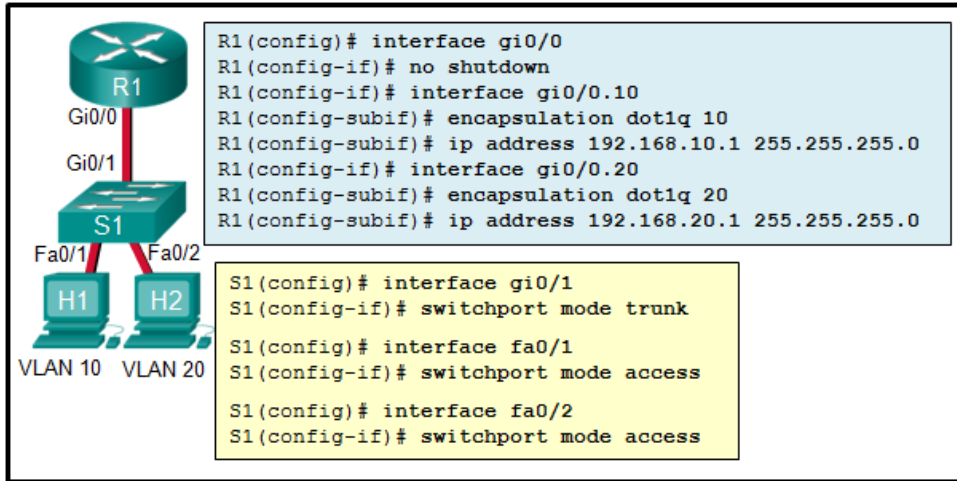 R1
Gi0/0
Gi0/1
S1
Fa0/1
Fa0/2
H1
H2
VLAN 10
VLAN 20
R1(config)# interface gi0/0
R1(config-if)# no shutdown
R1(config-if)# interface gi0/0.10
R1(config-subif)# encapsulation dot1q 10
R1(config-subif)# ip address 192.168.10.1 255.255.255.0
R1(config-if)# interface gi0/0.20
R1(config-subif)# encapsulation dot1q 20
R1(config-subif)# ip address 192.168.20.1 255.255.255.0
S1(config)# interface gi0/1
S1(config-if)# switchport mode trunk
S1(config)# interface fa0/1
S1(config-if)# switchport mode access
S1(config)# interface fa0/2
S1(config-if)# switchport mode access